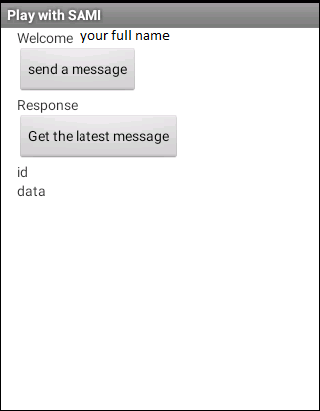 Play with SAMI
Welcome your full name
send a message
Response
Get the latest message
id
data